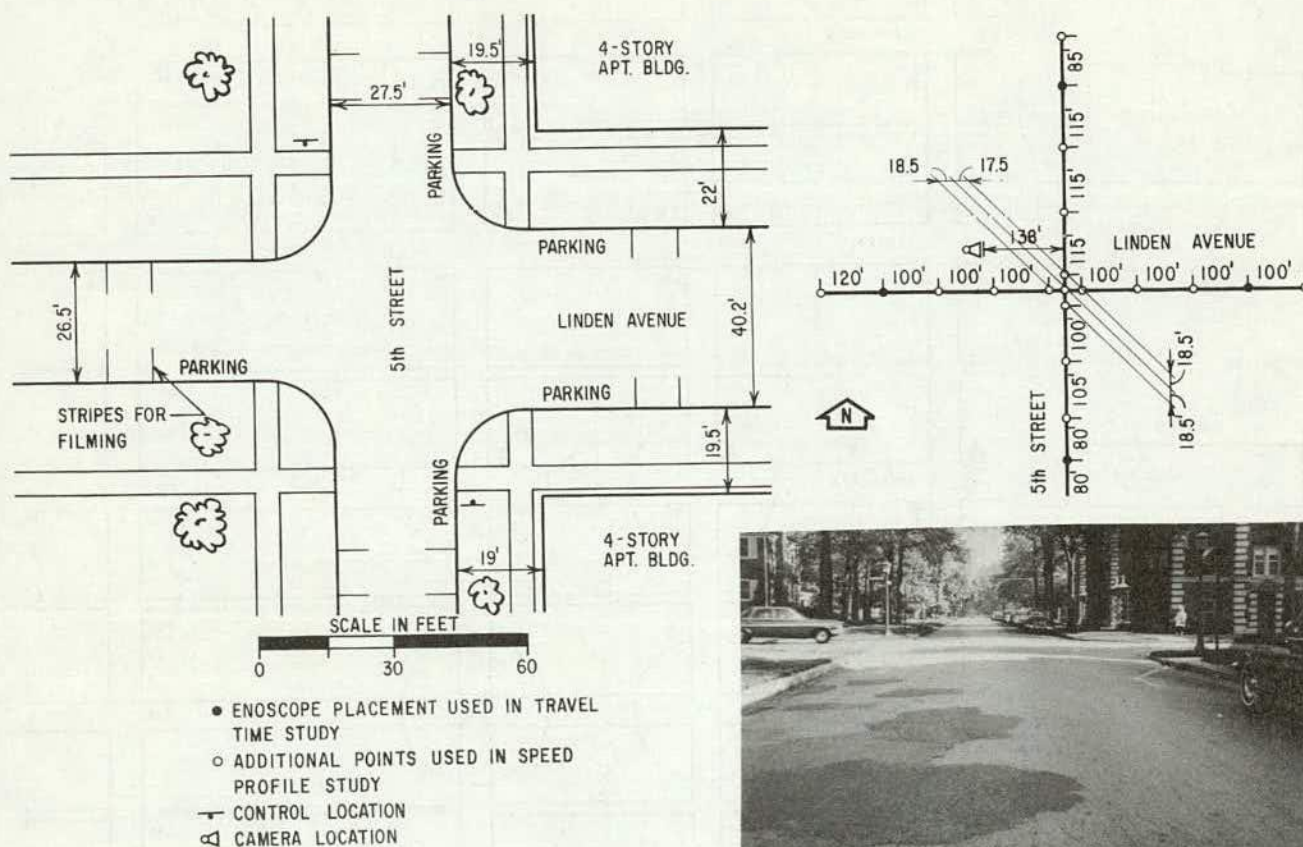 19.5'
4-STORY
APT. BLDG.
27.5'
PARKING
22'
PARKING
26.5'
5th STREET
LINDEN AVENUE
40.2'
PARKING
PARKING
STRIPES FOR
FILMING
PARKING
19.5'
19'
4-STORY
APT. BLDG.
SCALE IN FEET
0 30 60
● ENOSCOPE PLACEMENT USED IN TRAVEL
TIME STUDY
○ ADDITIONAL POINTS USED IN SPEED
PROFILE STUDY
CONTROL LOCATION
CAMERA LOCATION
85'
115'
115'
115'
18.5 17.5
138'
LINDEN AVENUE
120' 100' 100' 100' 100' 100' 100' 100'
100'
105'
80'
80'
18.5'
18.5'
5th STREET
N